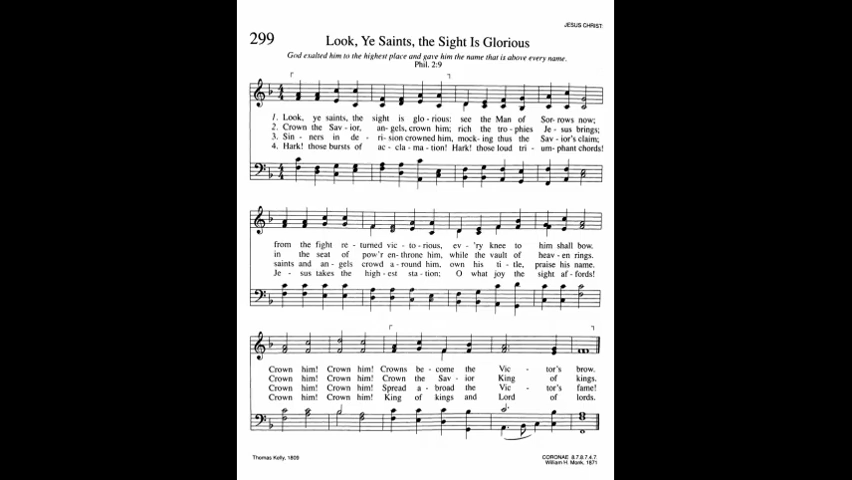 JESUS CHRIST:
299
Look, Ye Saints, the Sight Is Glorious
God exalted him to the highest place and gave him the name that is above every name.
Phil. 2:9
1. Look, ye saints, the sight is glo - rious: see the Man of Sor- rows now;
2. Crown the Sav - ior, an- gels, crown him; rich the tro - phies Je - sus brings;
3. Sin - ners in de - ri - sion crowned him, mock - ing thus the Sav - ior's claim;
4. Hark! those bursts of ac - cla - ma - tion! Hark! those loud tri - um- phant chords!
from the fight re - turned vic - to - rious, ev - 'ry knee to him shall bow.
in the seat of pow'r en - throne him, while the vault of heav - en rings.
saints and an - gels crowd a - round him, own his ti - tle, praise his name.
Je - sus takes the high - est sta - tion: O what joy the sight af - fords!
Crown him! Crown him! Crowns be - come the Vic - tor's brow.
Crown him! Crown him! Crown the Sav - ior King of kings.
Crown him! Crown him! Spread a - broad the Vic - tor's fame!
Crown him! Crown him! King of kings and Lord of lords.
Thomas Kelly, 1809
CORONAE 8.7.8.7.4.7.
William H. Monk, 1871